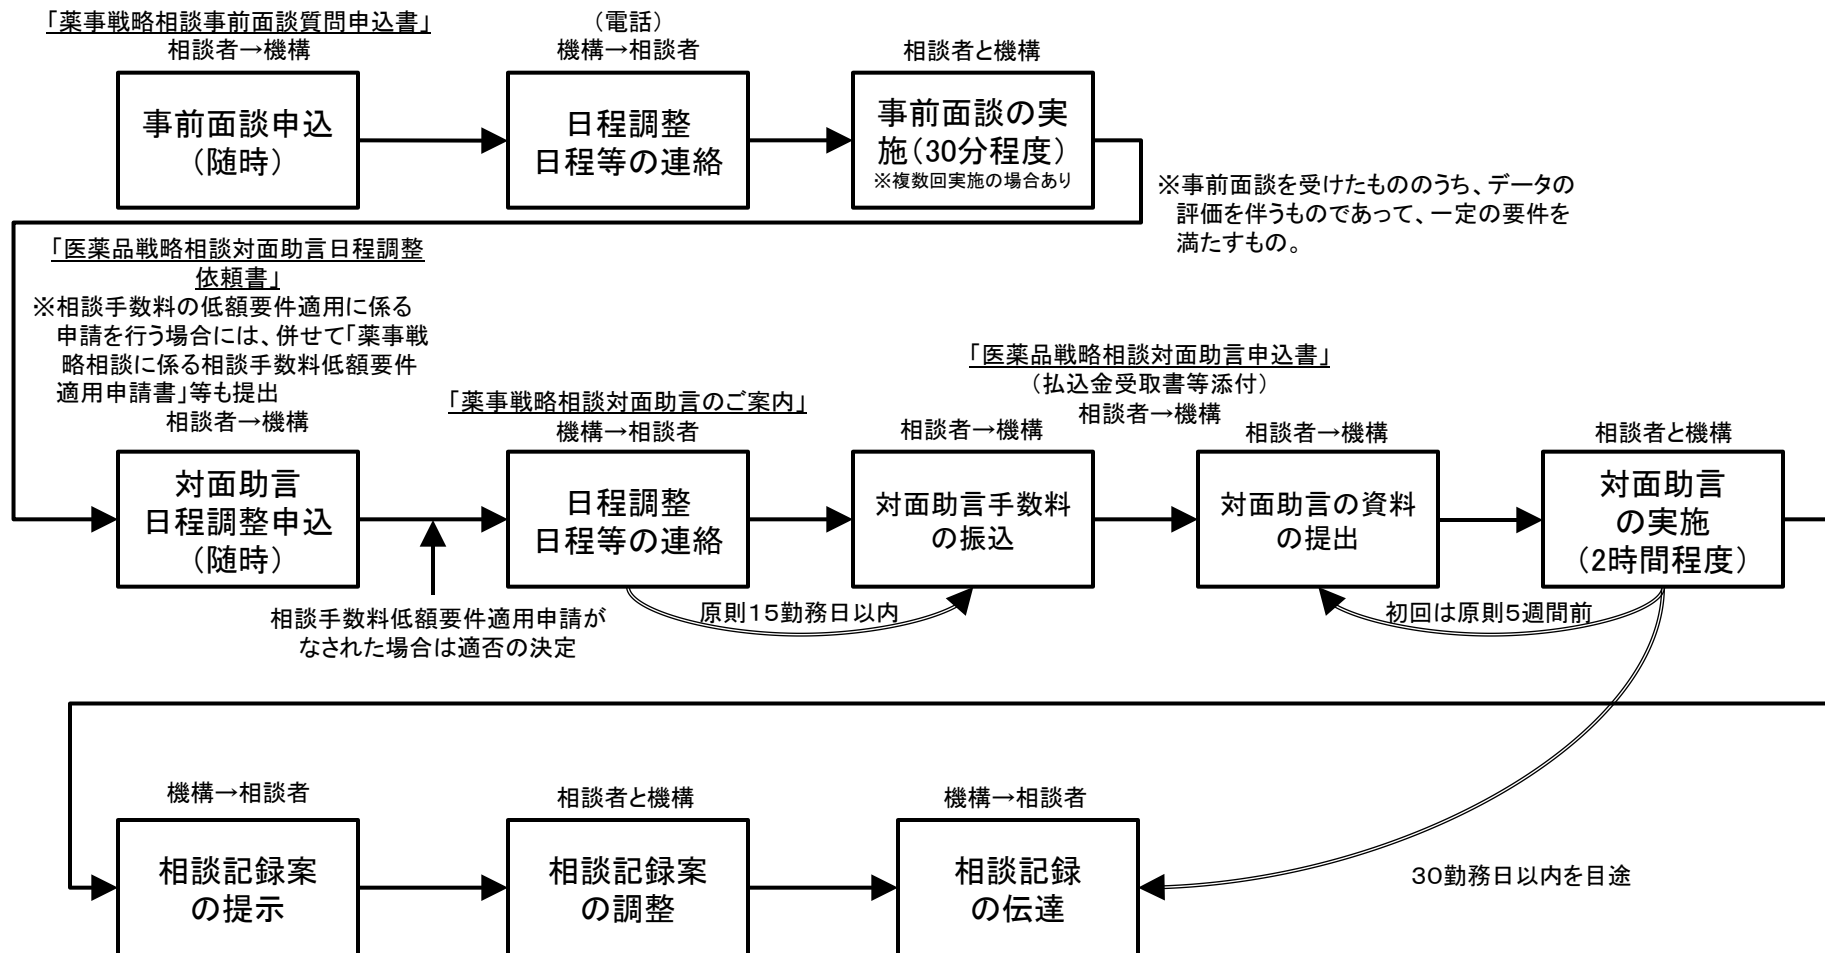 「薬事戦略相談事前面談質問申込書」
相談者→機構
（電話）
機構→相談者
相談者と機構
事前面談申込
（随時）
日程調整
日程等の連絡
事前面談の実
施（30分程度）
※複数回実施の場合あり
※事前面談を受けたもののうち、データの
評価を伴うものであって、一定の要件を
満たすもの。
「医薬品戦略相談対面助言日程調整
依頼書」
※相談手数料の低額要件適用に係る
申請を行う場合には、併せて「薬事戦
略相談に係る相談手数料低額要件
適用申請書」等も提出
相談者→機構
「薬事戦略相談対面助言のご案内」
機構→相談者
相談者→機構
「医薬品戦略相談対面助言申込書」
（払込金受取書等添付）
相談者→機構
相談者→機構
相談者と機構
対面助言
日程調整申込
（随時）
日程調整
日程等の連絡
対面助言手数料
の振込
対面助言の資料
の提出
対面助言
の実施
（2時間程度）
相談手数料低額要件適用申請が
なされた場合は適否の決定
原則１５勤務日以内
初回は原則5週間前
機構→相談者
相談者と機構
機構→相談者
相談記録案
の提示
相談記録案
の調整
相談記録
の伝達
３０勤務日以内を目途